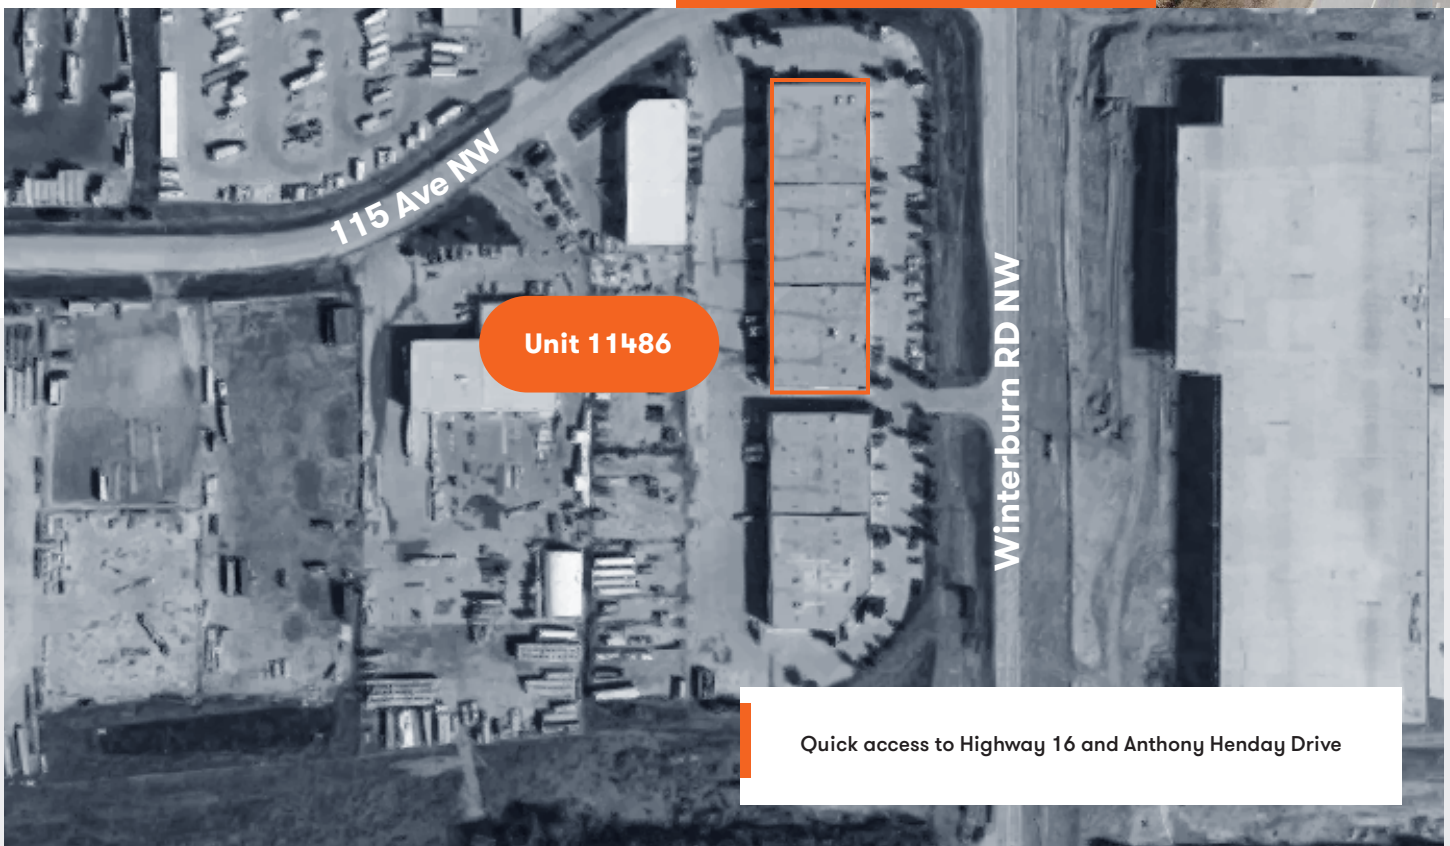 115 Ave NW
Unit 11486
Winterburn RD NW
Quick access to Highway 16 and Anthony Henday Drive